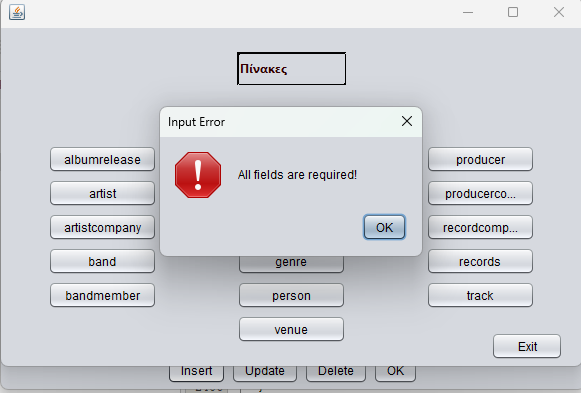 Πίνακες
Input Error
All fields are required!
OK
albumrelease
artist
artistcompany
band
bandmember
genre
person
venue
producer
producerco...
recordcomp...
records
track
Exit
Insert
Update
Delete
OK